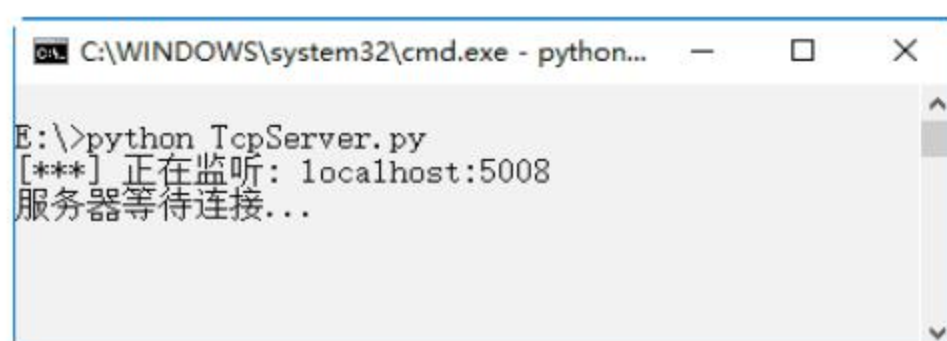 C:\WINDOWS\system32\cmd.exe - python...
E:\>python TcpServer.py
[***] 正在监听: localhost:5008
服务器等待连接...